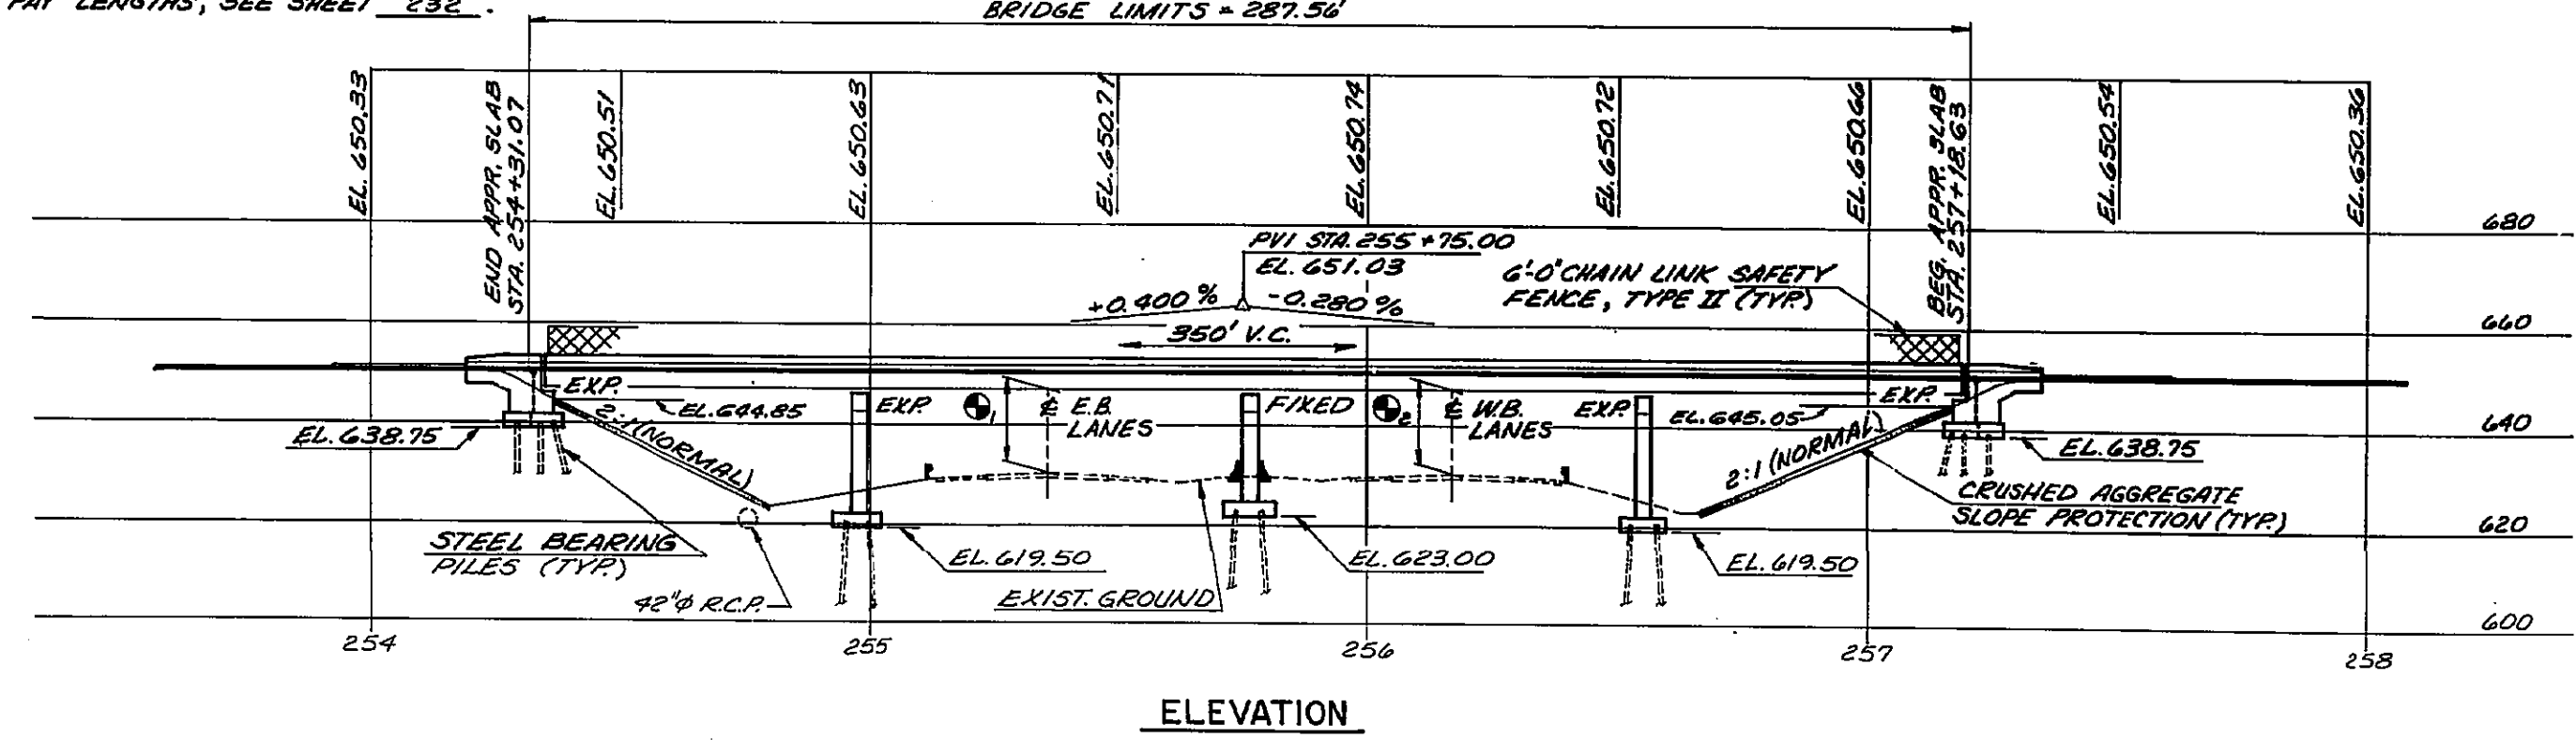 PAY LENGTHS, SEE SHEET 232.
BRIDGE LIMITS = 287.56'
EL. 650.33
END APPR. SLAB
STA. 254+31.07
EL. 650.51
EL. 650.63
EL. 650.71
EL. 650.74
EL. 650.72
EL. 650.66
BEG. APPR. SLAB
STA. 257+18.63
EL. 650.54
EL. 650.36
680
PVI STA. 255+75.00
EL. 651.03
+0.400%
-0.280%
350' V.C.
6'-0" CHAIN LINK SAFETY
FENCE, TYPE II (TYP.)
660
EXP.
EL. 644.85
EXP.
1
℄ E.B.
LANES
FIXED
2
℄ W.B.
LANES
EXP.
EXP.
EL. 645.05
640
EL. 638.75
2:1 (NORMAL)
2:1 (NORMAL)
EL. 638.75
CRUSHED AGGREGATE
SLOPE PROTECTION (TYP.)
STEEL BEARING
PILES (TYP.)
42"φ R.C.P.
EL. 619.50
EXIST. GROUND
EL. 623.00
EL. 619.50
620
600
254
255
256
257
258
ELEVATION